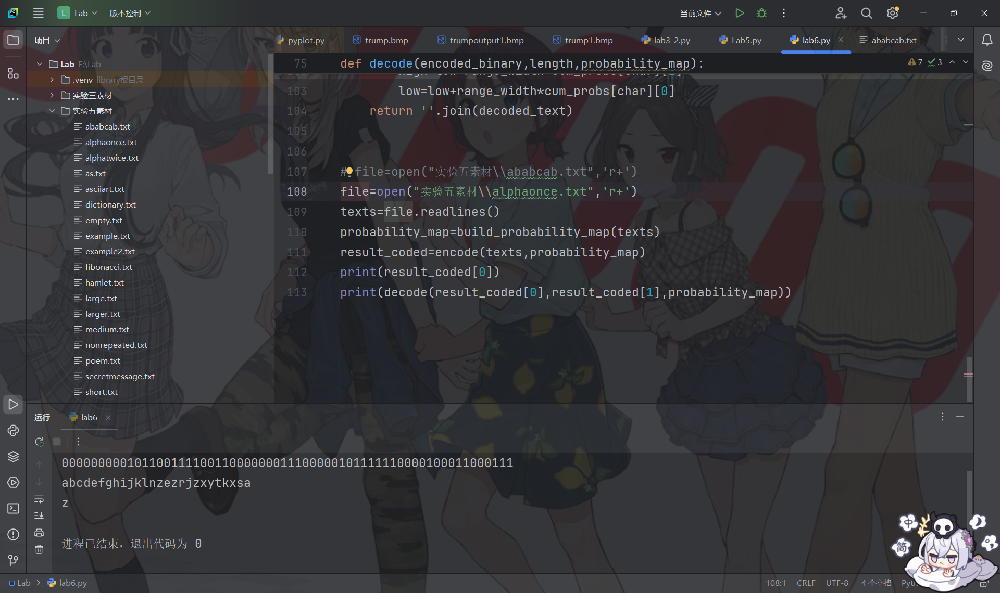 L Lab 版本控制 当前文件
项目
pyplot.py trump.bmp trumpoutput1.bmp trump1.bmp lab3_2.py Lab5.py lab6.py ababcab.txt
Lab E:\Lab
.venv library根目录
实验三素材
实验五素材
ababcab.txt
alphaonce.txt
alphatwice.txt
as.txt
asciiart.txt
dictionary.txt
empty.txt
example.txt
example2.txt
fibonacci.txt
hamlet.txt
large.txt
larger.txt
medium.txt
nonrepeated.txt
poem.txt
secretmessage.txt
short.txt
75 def decode(encoded_binary,length,probability_map): 7 3
103 low=low+range_width*cum_probs[char][0]
104 return ''.join(decoded_text)
105
106
107 # file=open("实验五素材\\ababcab.txt",'r+')
108 file=open("实验五素材\\alphaonce.txt",'r+')
109 texts=file.readlines()
110 probability_map=build_probability_map(texts)
111 result_coded=encode(texts,probability_map)
112 print(result_coded[0])
113 print(decode(result_coded[0],result_coded[1],probability_map))
运行 lab6
00000000010110011110011000000011100000101111110000100011000111
abcdefghijklnzezrjzxytkxsa
z
进程已结束，退出代码为 0
中
简
Lab lab6.py 108:1 CRLF UTF-8 4 个空格